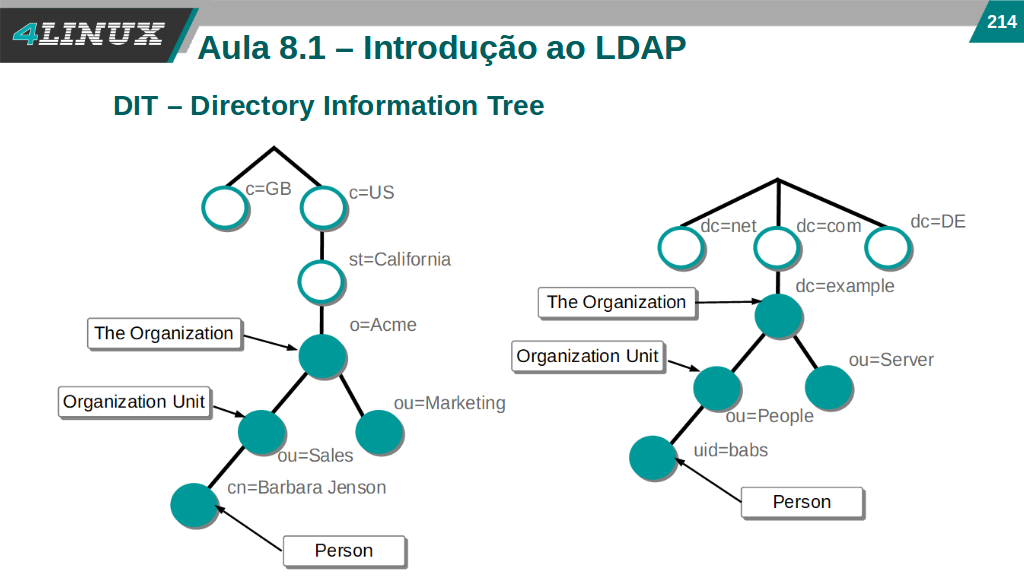 4LINUX
214
Aula 8.1 – Introdução ao LDAP
DIT – Directory Information Tree
c=GB
c=US
st=California
o=Acme
The Organization
Organization Unit
ou=Marketing
ou=Sales
cn=Barbara Jenson
Person
dc=net
dc=com
dc=DE
dc=example
The Organization
Organization Unit
ou=Server
ou=People
uid=babs
Person